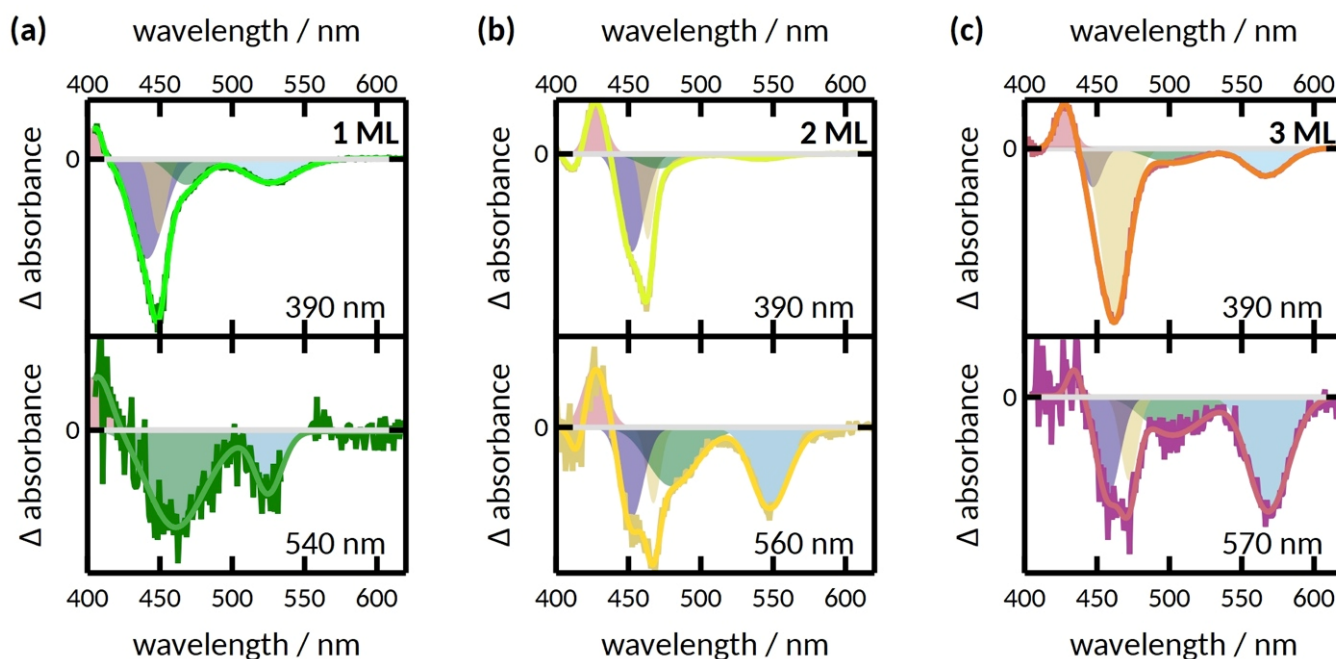 (a) wavelength / nm
400 450 500 550 600
Δ absorbance
0
1 ML
390 nm
Δ absorbance
0
540 nm
400 450 500 550 600
wavelength / nm
(b) wavelength / nm
400 450 500 550 600
Δ absorbance
0
2 ML
390 nm
Δ absorbance
0
560 nm
400 450 500 550 600
wavelength / nm
(c) wavelength / nm
400 450 500 550 600
Δ absorbance
0
3 ML
390 nm
Δ absorbance
0
570 nm
400 450 500 550 600
wavelength / nm